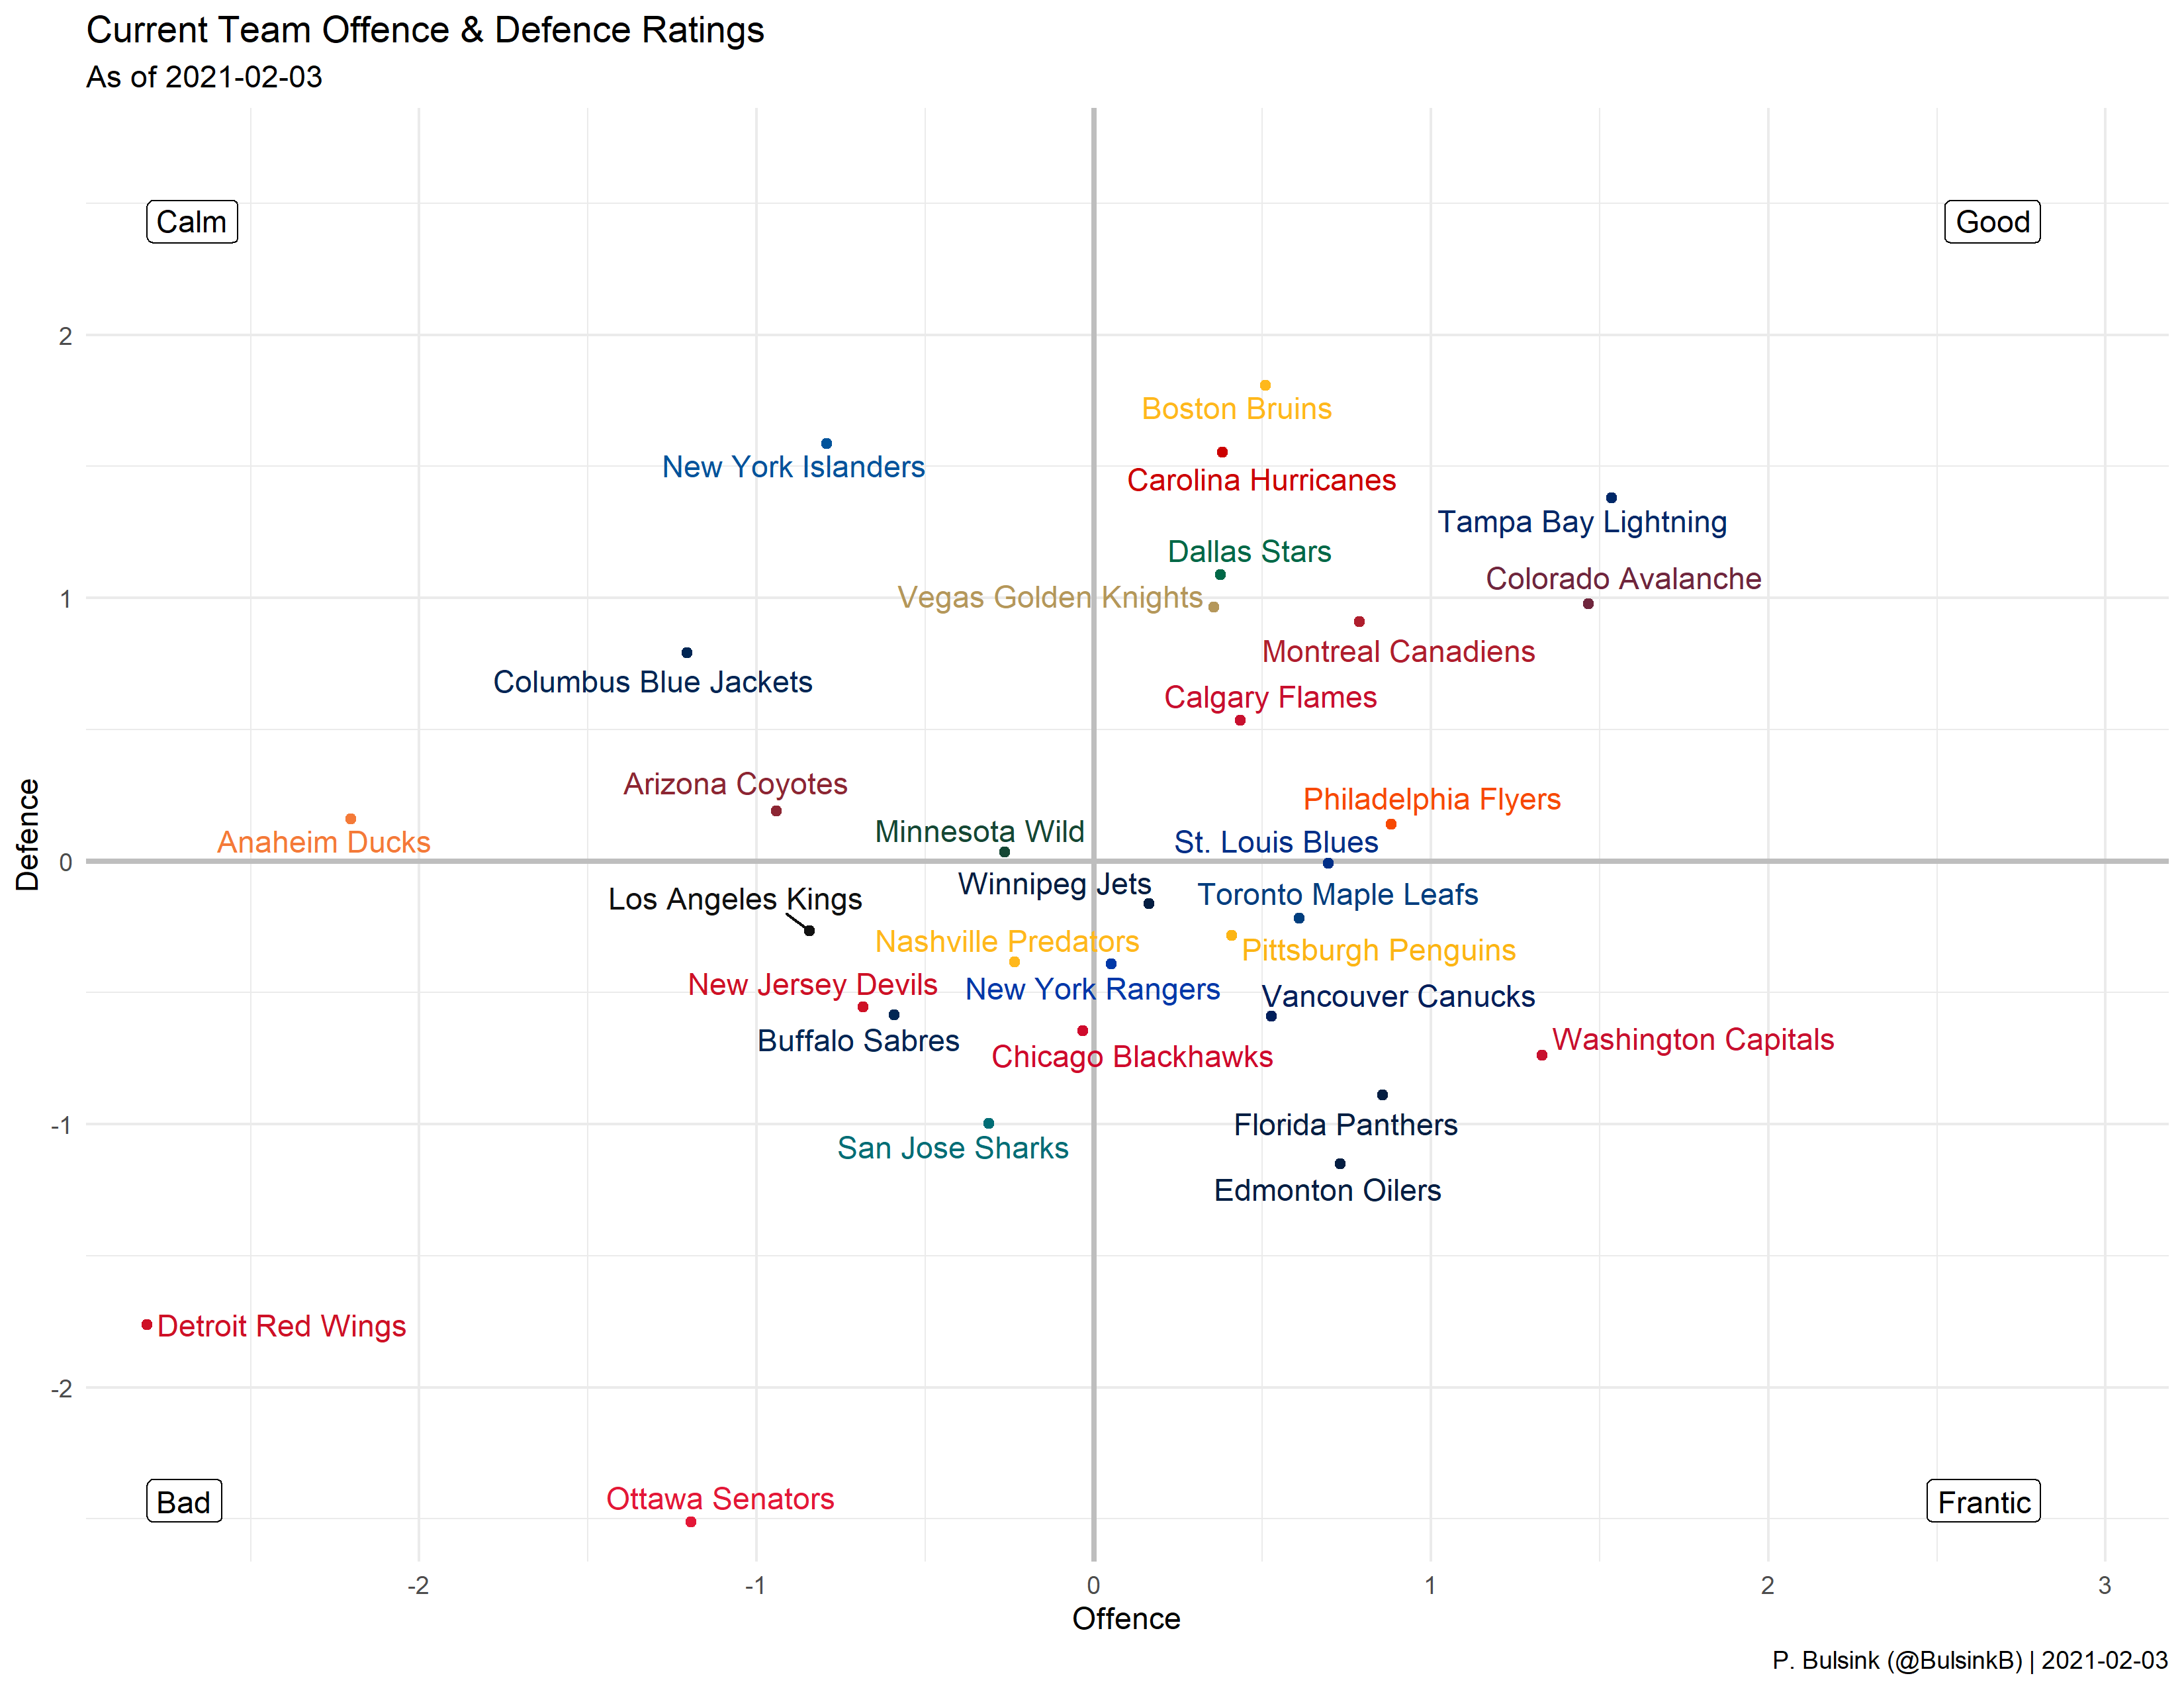 Current Team Offence & Defence Ratings
As of 2021-02-03
Calm
Good
2
Boston Bruins
New York Islanders
Carolina Hurricanes
Tampa Bay Lightning
Dallas Stars
Colorado Avalanche
1
Vegas Golden Knights
Montreal Canadiens
Columbus Blue Jackets
Calgary Flames
Arizona Coyotes
Philadelphia Flyers
Minnesota Wild
Anaheim Ducks
St. Louis Blues
0
Defence
Winnipeg Jets
Toronto Maple Leafs
Los Angeles Kings
Nashville Predators
Pittsburgh Penguins
New Jersey Devils
New York Rangers
Vancouver Canucks
Buffalo Sabres
Washington Capitals
Chicago Blackhawks
-1
Florida Panthers
San Jose Sharks
Edmonton Oilers
Detroit Red Wings
-2
Ottawa Senators
Bad
Frantic
-2
-1
0
1
2
3
Offence
P. Bulsink (@BulsinkB) | 2021-02-03